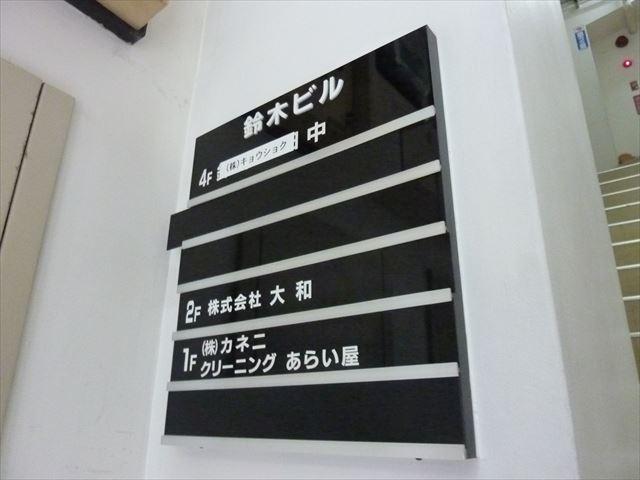 鈴木ビル
4F (株)キョウショク 中
2F 株式会社 大和
1F (株)カネニ
クリーニング あらい屋